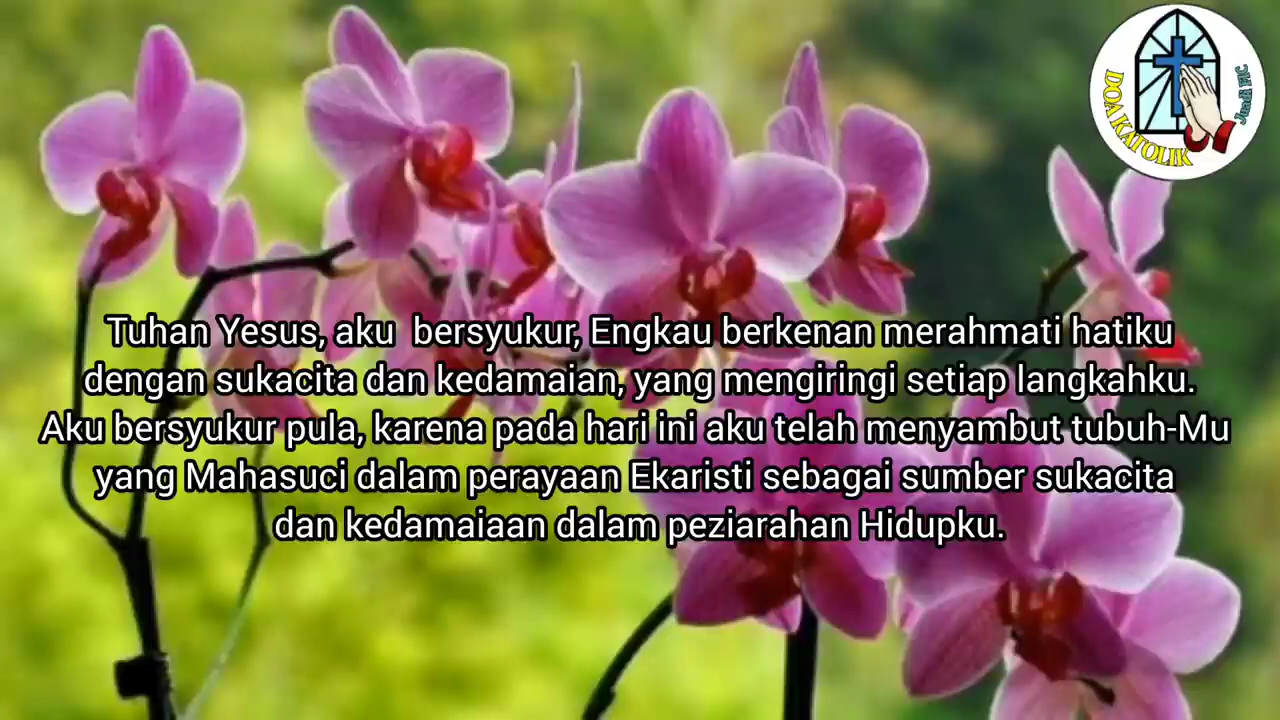 DOA KATOLIK
Juadi FIC
Tuhan Yesus, aku  bersyukur, Engkau berkenan merahmati hatiku
dengan sukacita dan kedamaian, yang mengiringi setiap langkahku.
Aku bersyukur pula, karena pada hari ini aku telah menyambut tubuh-Mu
yang Mahasuci dalam perayaan Ekaristi sebagai sumber sukacita
dan kedamaiaan dalam peziarahan Hidupku.